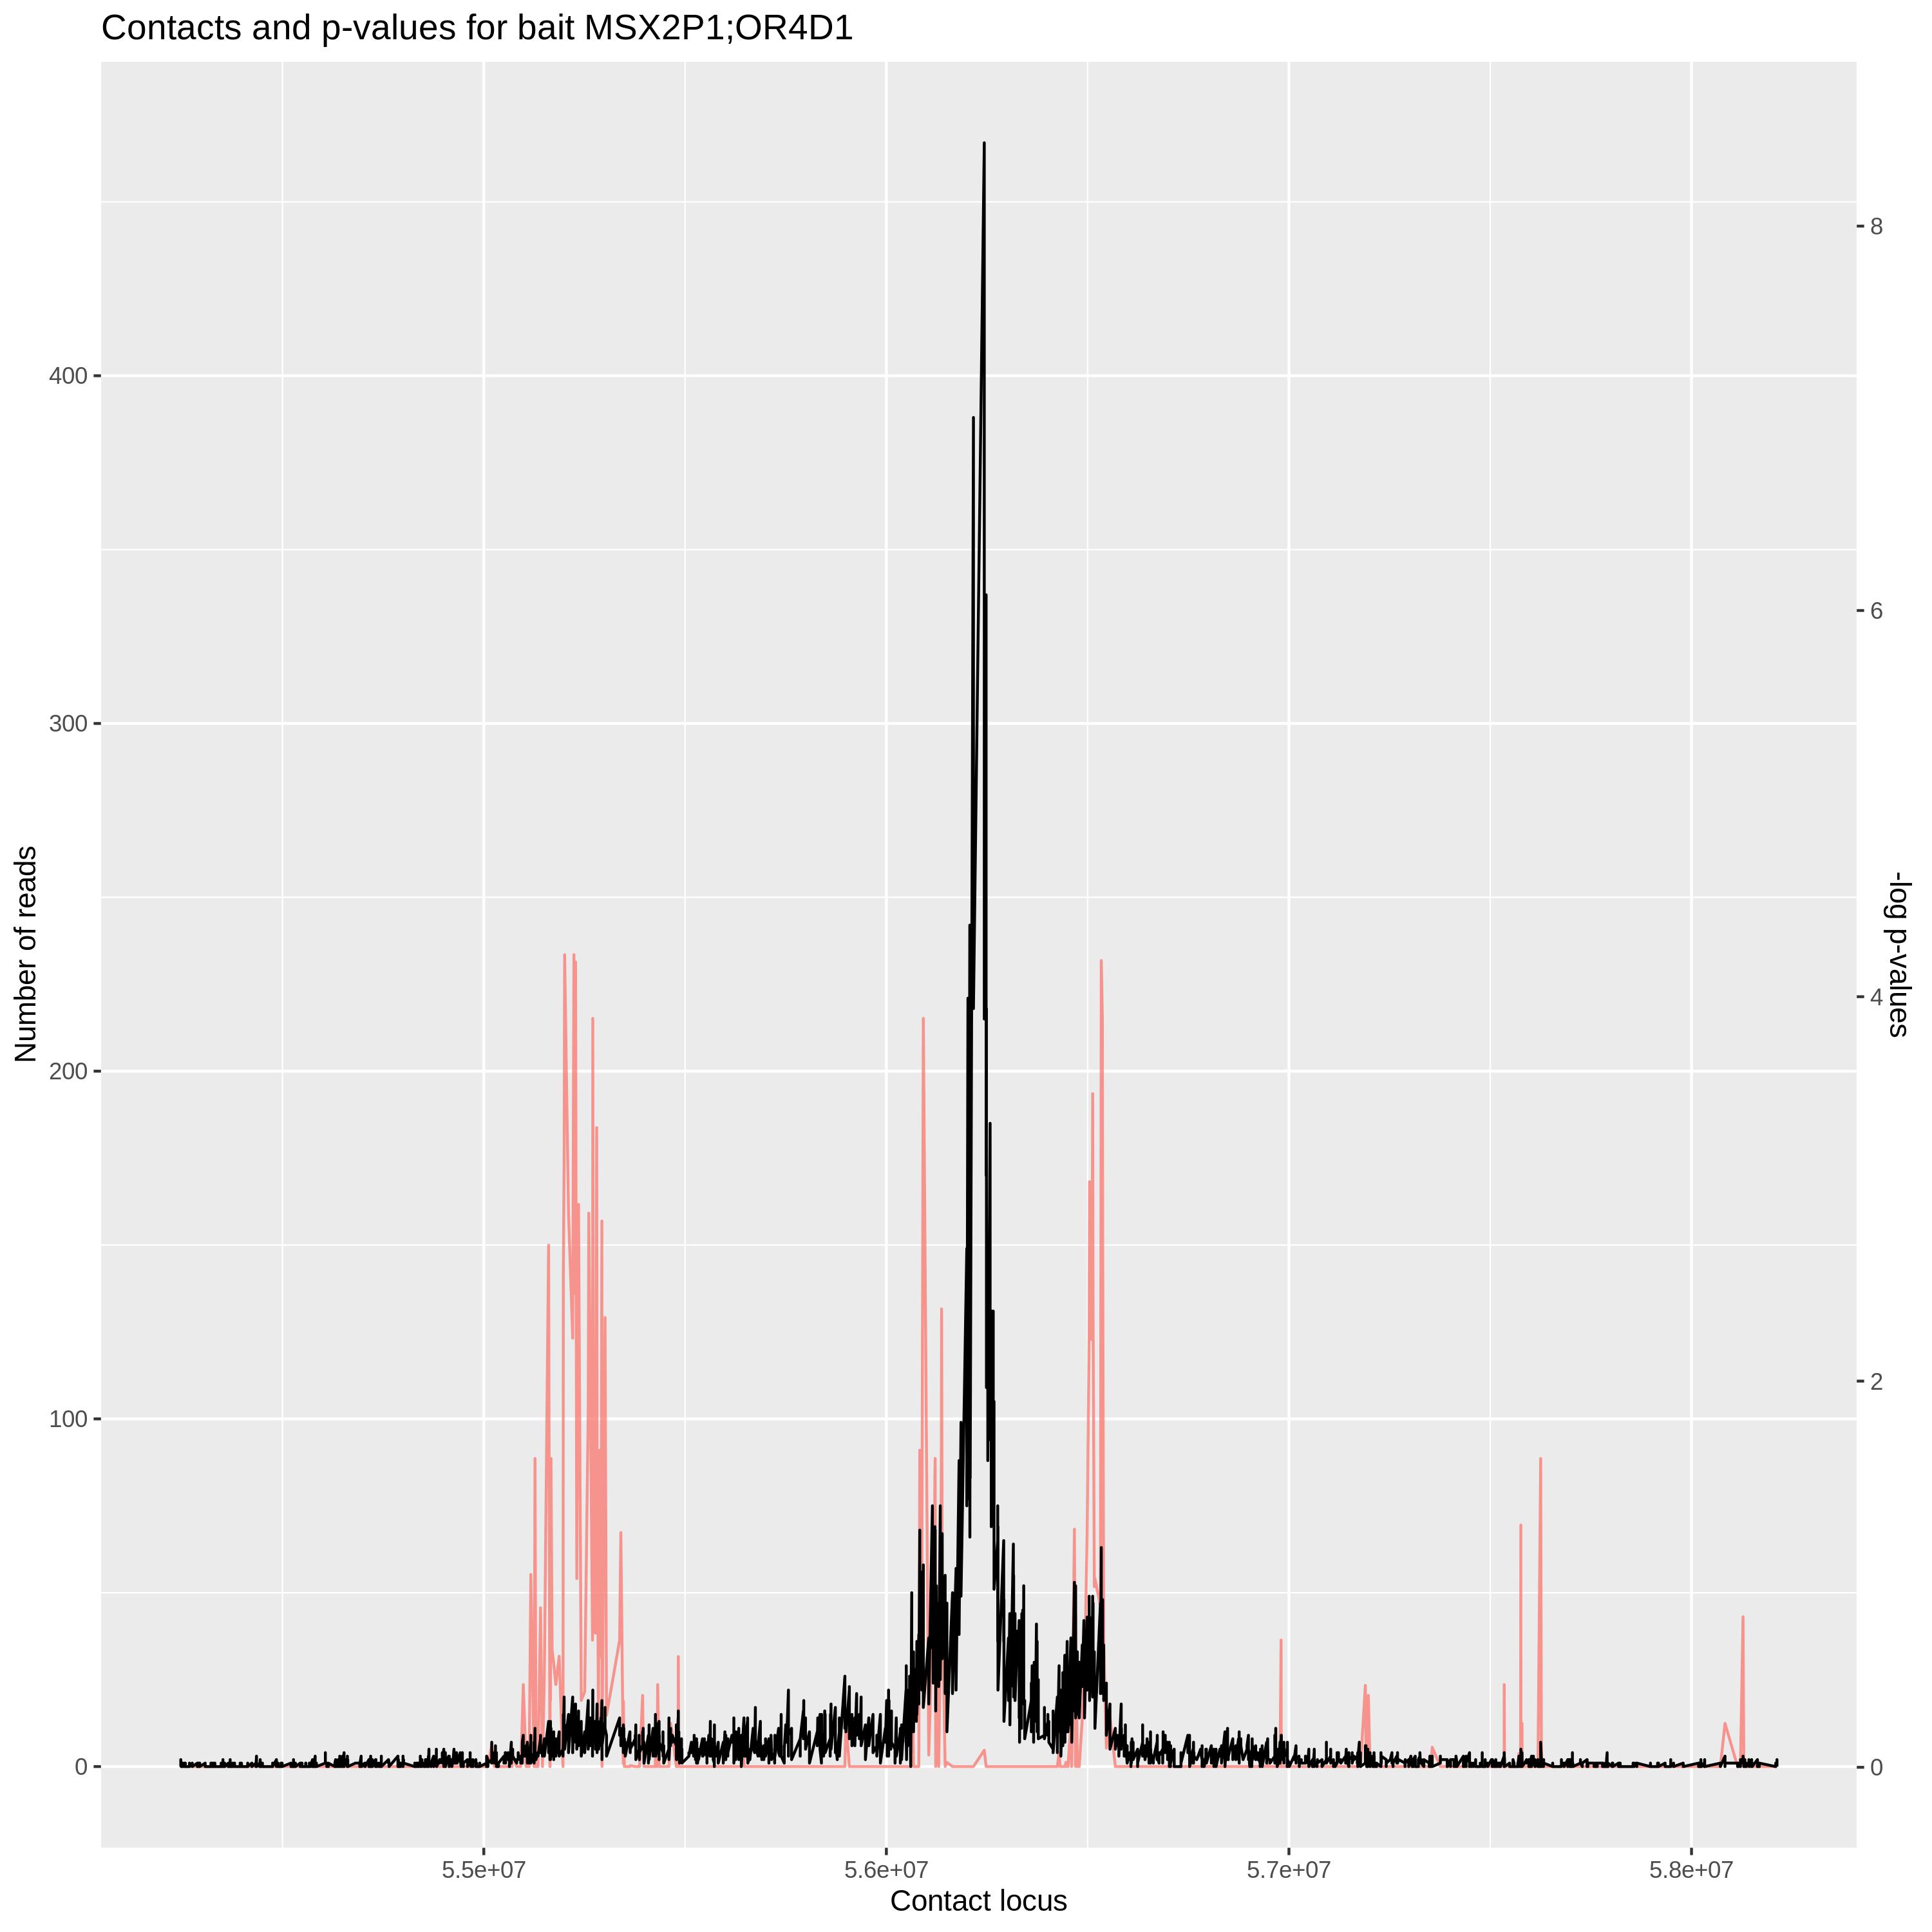 Contacts and p-values for bait MSX2P1;OR4D1
Number of reads
400
300
200
100
0
8
6
4
2
0
-log p-values
5.5e+07
5.6e+07
5.7e+07
5.8e+07
Contact locus